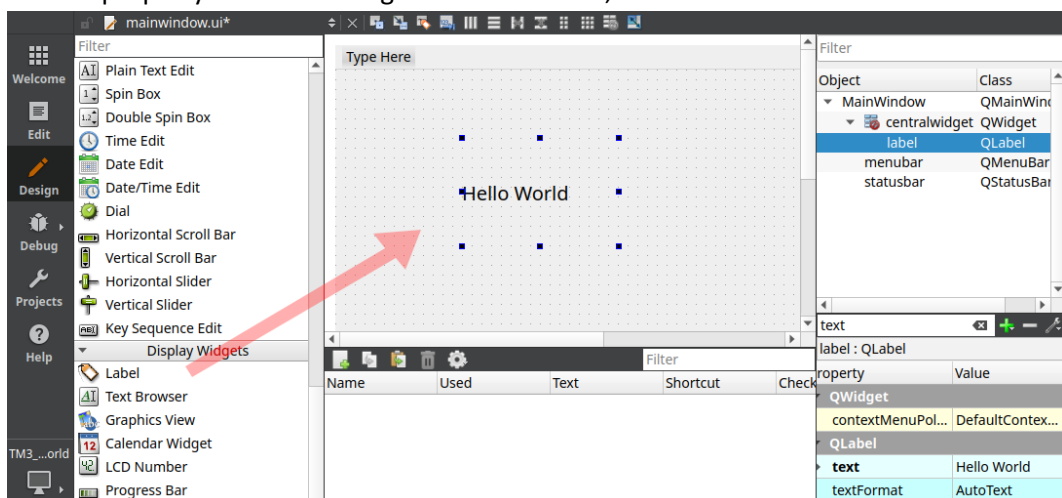 mainwindow.ui*
Welcome
Edit
Design
Debug
Projects
Help
TM3_...orld
Filter
Plain Text Edit
Spin Box
Double Spin Box
Time Edit
Date Edit
Date/Time Edit
Dial
Horizontal Scroll Bar
Vertical Scroll Bar
Horizontal Slider
Vertical Slider
Key Sequence Edit
Display Widgets
Label
Text Browser
Graphics View
Calendar Widget
LCD Number
Progress Bar
Type Here
Hello World
Filter
Name Used Text Shortcut Check
Filter
Object Class
MainWindow QMainWind
centralwidget QWidget
label QLabel
menubar QMenuBar
statusbar QStatusBar
text
label : QLabel
roperty Value
QWidget
contextMenuPol... DefaultContex...
QLabel
text Hello World
textFormat AutoText